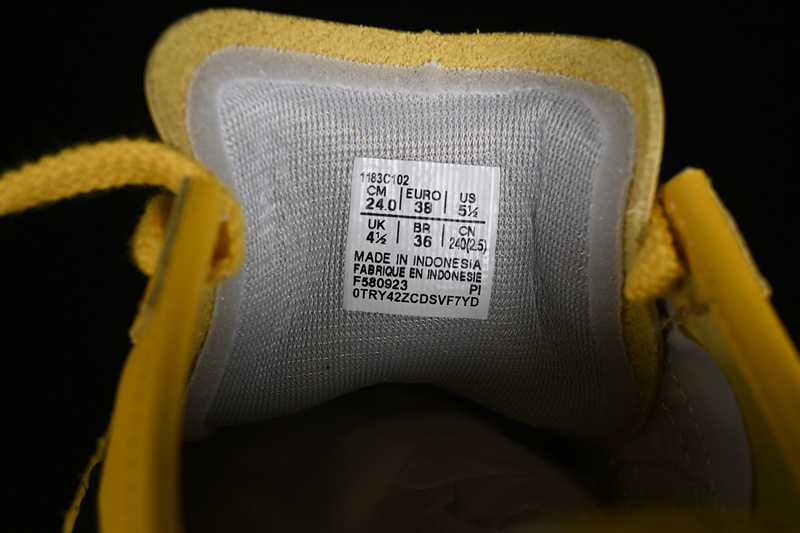 1183C102
CM EURO US
24.0 38 5½
UK BR CN
4½ 36 240(2.5)
MADE IN INDONESIA
FABRIQUE EN INDONESIE
F580923 PI
0TRY42ZCDSVF7YD